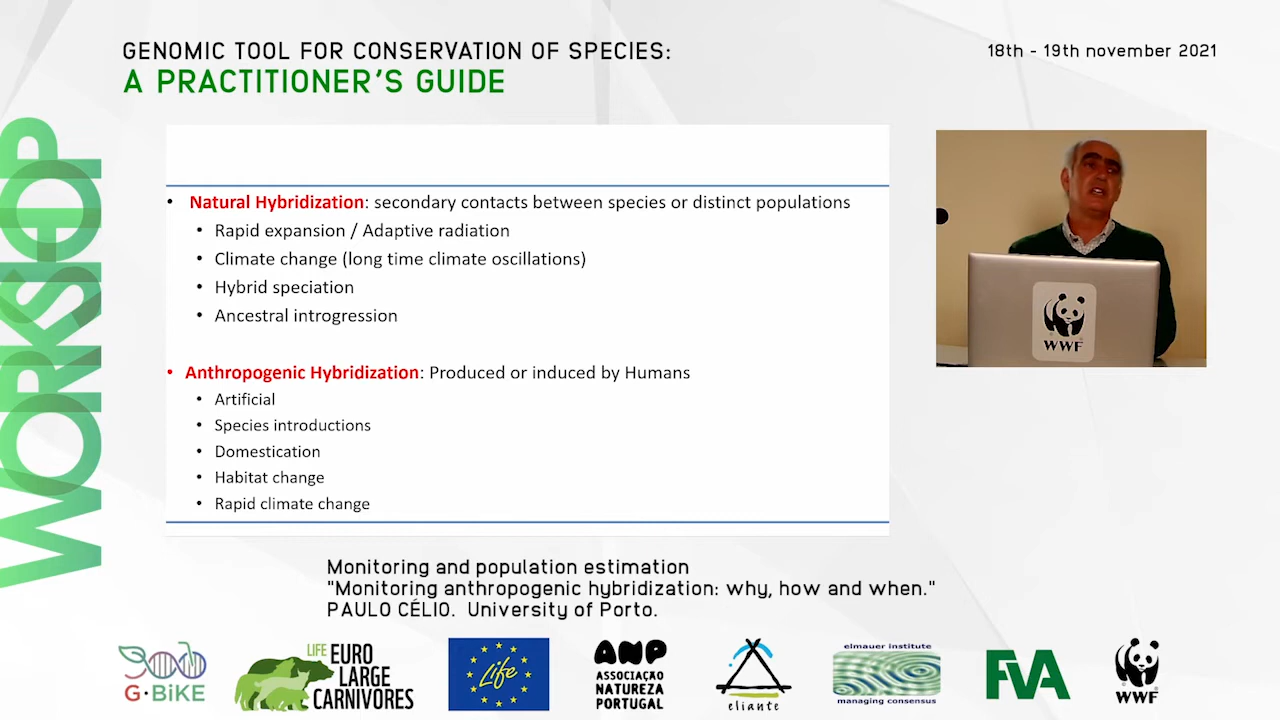 GENOMIC TOOL FOR CONSERVATION OF SPECIES:
A PRACTITIONER'S GUIDE
18th - 19th november 2021
WORKSHOP
• Natural Hybridization: secondary contacts between species or distinct populations
• Rapid expansion / Adaptive radiation
• Climate change (long time climate oscillations)
• Hybrid speciation
• Ancestral introgression
• Anthropogenic Hybridization: Produced or induced by Humans
• Artificial
• Species introductions
• Domestication
• Habitat change
• Rapid climate change
WWF
Monitoring and population estimation
"Monitoring anthropogenic hybridization: why, how and when."
PAULO CÉLIO. University of Porto.
G·BiKE
LIFE EURO
LARGE
CARNIVORES
Life
ANP
ASSOCIAÇÃO
NATUREZA
PORTUGAL
eliante
elmauer institute
managing consensus
FVA
WWF